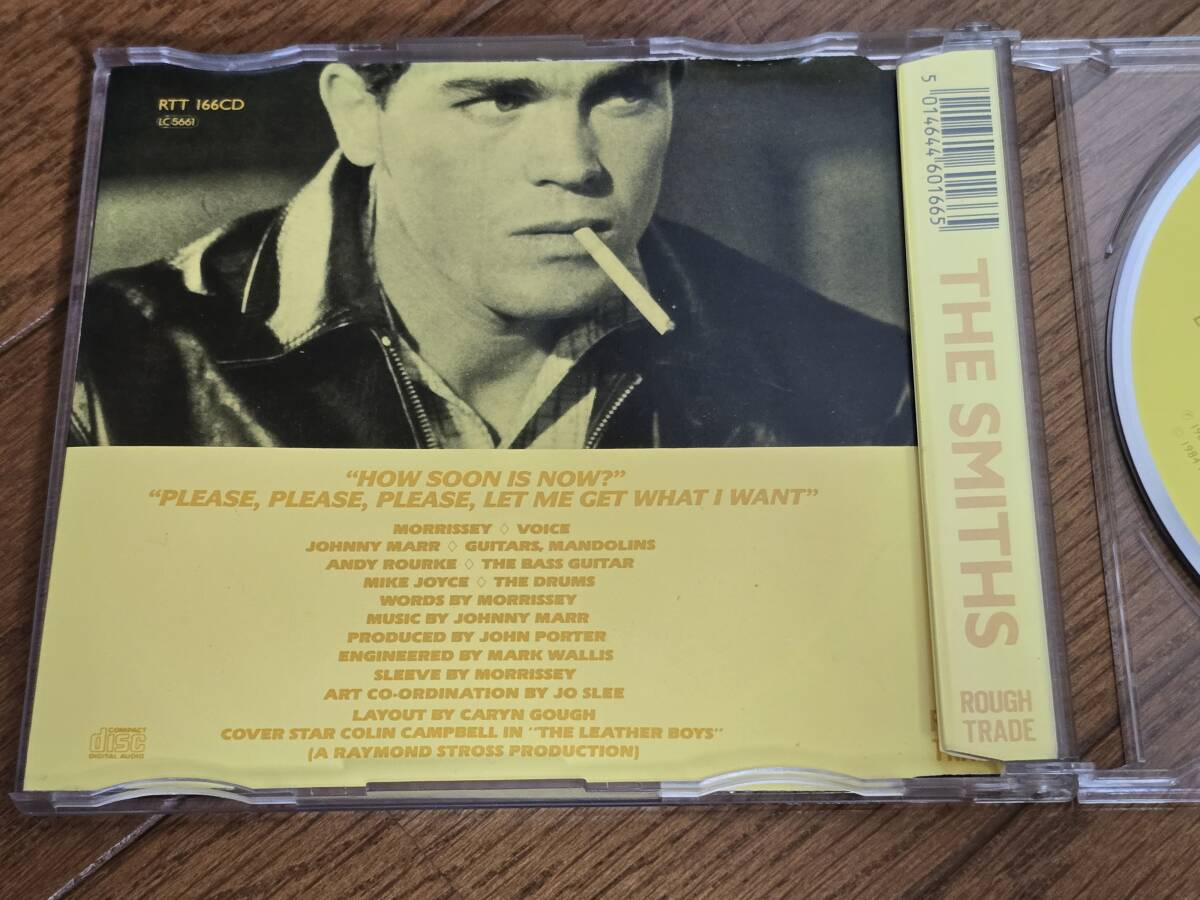 RTT 166CD
LC 5661
"HOW SOON IS NOW?"
"PLEASE, PLEASE, PLEASE, LET ME GET WHAT I WANT"
MORRISSEY ◇ VOICE
JOHNNY MARR ◇ GUITARS, MANDOLINS
ANDY ROURKE ◇ THE BASS GUITAR
MIKE JOYCE ◇ THE DRUMS
WORDS BY MORRISSEY
MUSIC BY JOHNNY MARR
PRODUCED BY JOHN PORTER
ENGINEERED BY MARK WALLIS
SLEEVE BY MORRISSEY
ART CO-ORDINATION BY JO SLEE
LAYOUT BY CARYN GOUGH
COVER STAR COLIN CAMPBELL IN "THE LEATHER BOYS"
(A RAYMOND STROSS PRODUCTION)
COMPACT
disc
DIGITAL AUDIO
5 014644 601665
THE SMITHS
ROUGH
TRADE
© 1984